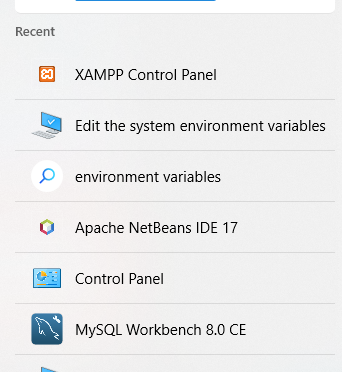 Recent
XAMPP Control Panel
Edit the system environment variables
environment variables
Apache NetBeans IDE 17
Control Panel
MySQL Workbench 8.0 CE